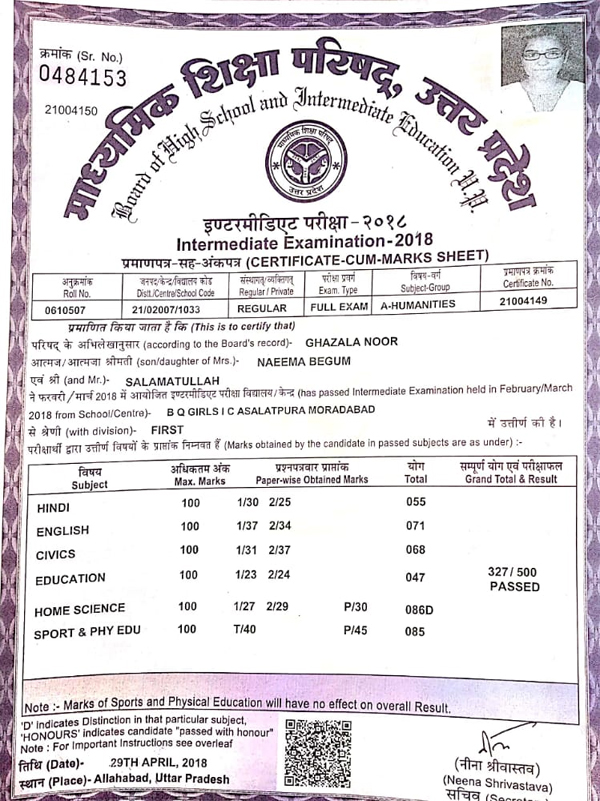 क्रमांक (Sr. No.)
0484153
21004150
माध्यमिक शिक्षा परिषद्, उत्तर प्रदेश
Board of High School and Intermediate Education U.P.
माध्यमिक शिक्षा परिषद्
उत्तर प्रदेश
इण्टरमीडिएट परीक्षा-२०१८
Intermediate Examination-2018
प्रमाणपत्र-सह-अंकपत्र (CERTIFICATE-CUM-MARKS SHEET)
अनुक्रमांक जनपद/केन्द्र/विद्यालय कोड संस्थागत/व्यक्तिगत परीक्षा प्रवर्ग विषय-वर्ग प्रमाणपत्र क्रमांक
Roll No. Distt./Centre/School Code Regular / Private Exam. Type Subject-Group Certificate No.
0610507 21/02007/1033 REGULAR FULL EXAM A-HUMANITIES 21004149
प्रमाणित किया जाता है कि (This is to certify that)
परिषद् के अभिलेखानुसार (according to the Board's record)- GHAZALA NOOR
आत्मज/आत्मजा श्रीमती (son/daughter of Mrs.)- NAEEMA BEGUM
एवं श्री (and Mr.)- SALAMATULLAH
ने फरवरी/मार्च 2018 में आयोजित इण्टरमीडिएट परीक्षा विद्यालय/केन्द्र (has passed Intermediate Examination held in February/March
2018 from School/Centre)- B Q GIRLS I C ASALATPURA MORADABAD
से श्रेणी (with division)- FIRST में उत्तीर्ण की है।
परीक्षार्थी द्वारा उत्तीर्ण विषयों के प्राप्तांक निम्नवत हैं (Marks obtained by the candidate in passed subjects are as under) :-
विषय अधिकतम अंक प्रश्नपत्रवार प्राप्तांक योग सम्पूर्ण योग एवं परीक्षाफल
Subject Max. Marks Paper-wise Obtained Marks Total Grand Total & Result
HINDI 100 1/30 2/25 055
ENGLISH 100 1/37 2/34 071
CIVICS 100 1/31 2/37 068
EDUCATION 100 1/23 2/24 047 327/500
PASSED
HOME SCIENCE 100 1/27 2/29 P/30 086D
SPORT & PHY EDU 100 T/40 P/45 085
Note :- Marks of Sports and Physical Education will have no effect on overall Result.
'D' Indicates Distinction in that particular subject,
'HONOURS' indicates candidate "passed with honour"
Note : For Important Instructions see overleaf
तिथि (Date)- 29TH APRIL, 2018
स्थान (Place)- Allahabad, Uttar Pradesh
(नीना श्रीवास्तव)
(Neena Shrivastava)
सचिव (Secretary)